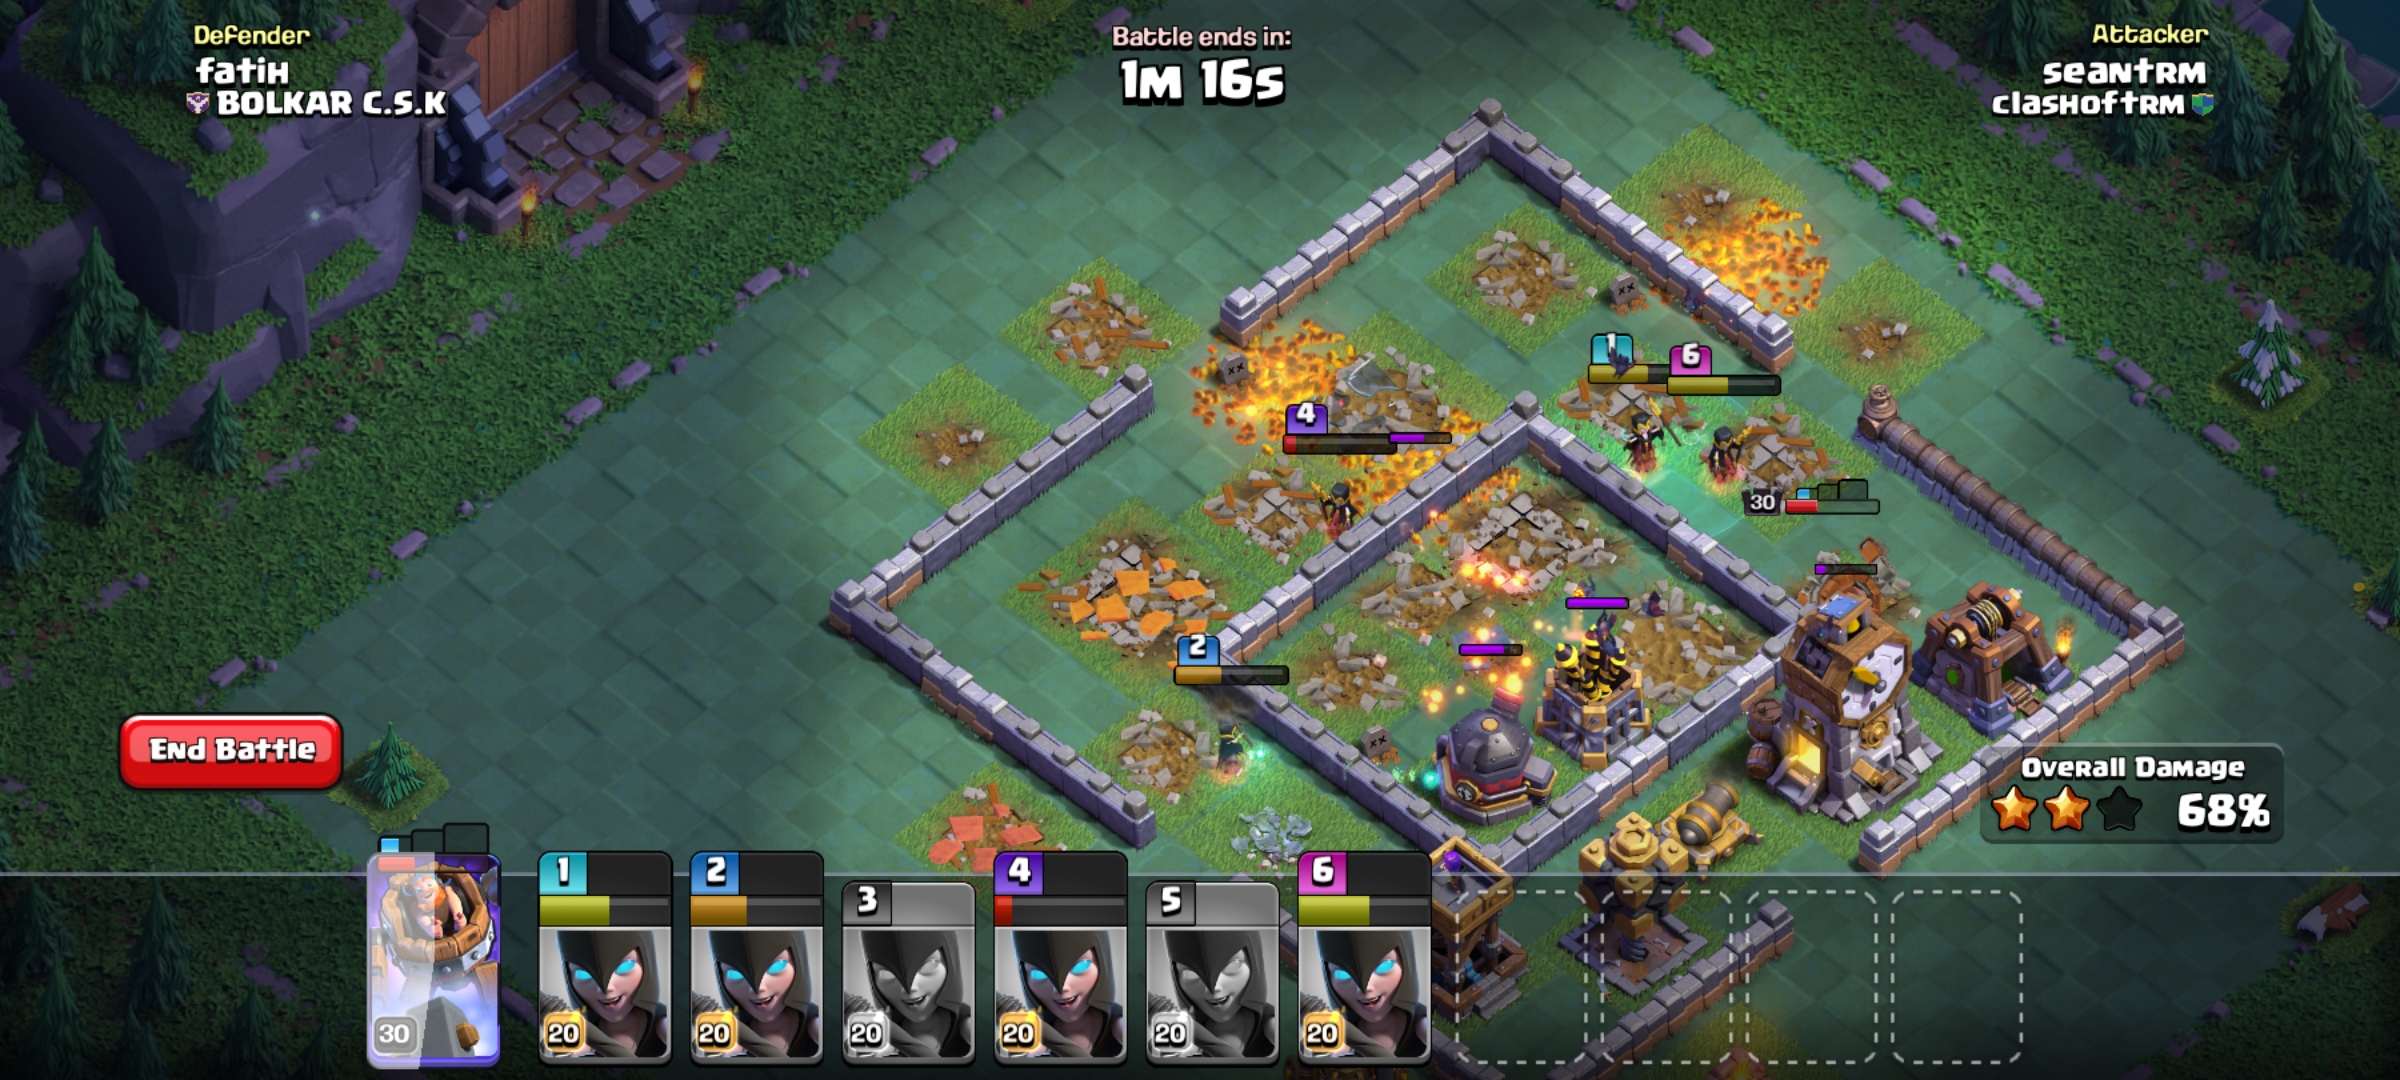 Defender
fatih
BOLKAR C.S.K
Battle ends in:
1M 16s
Attacker
seantRM
clashoftRM
1
6
4
30
2
End Battle
Overall Damage
68%
1
2
3
4
5
6
30
20
20
20
20
20
20